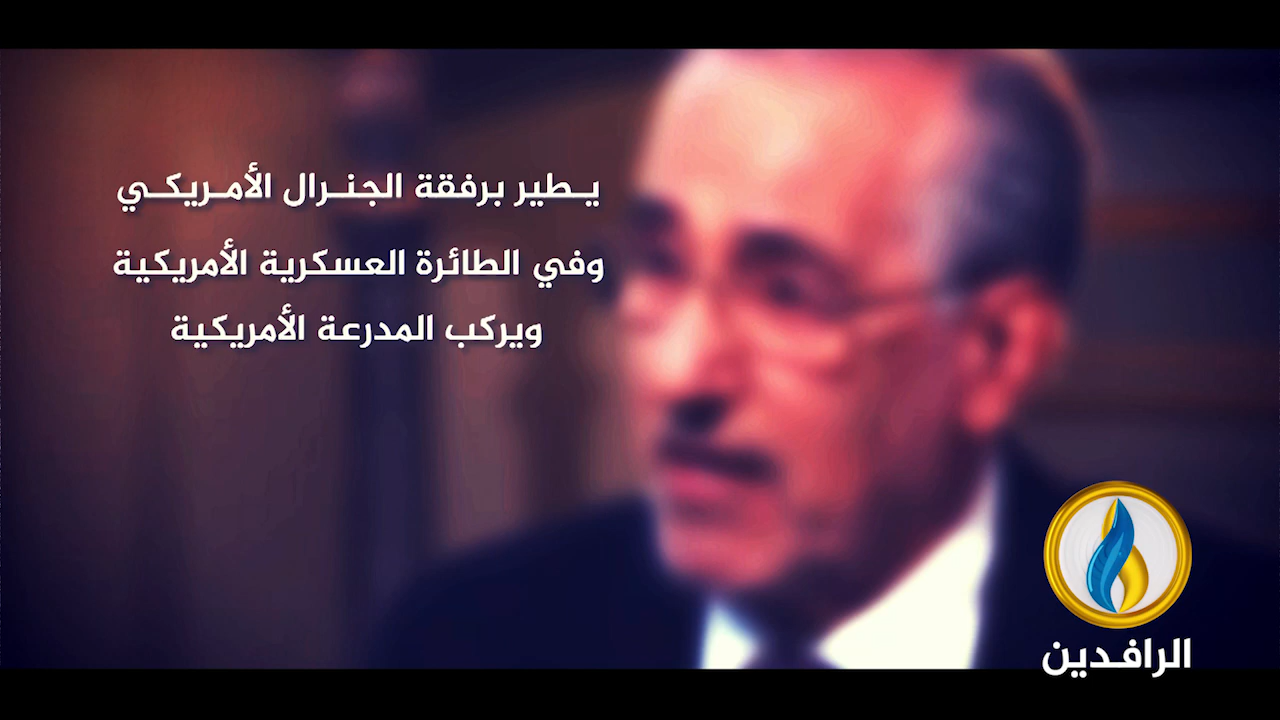 يـطير برفقة الجنـرال الأمـريكـي
وفي الطائرة العسكرية الأمريكية
ويركب المدرعة الأمريكية
الرافـدين